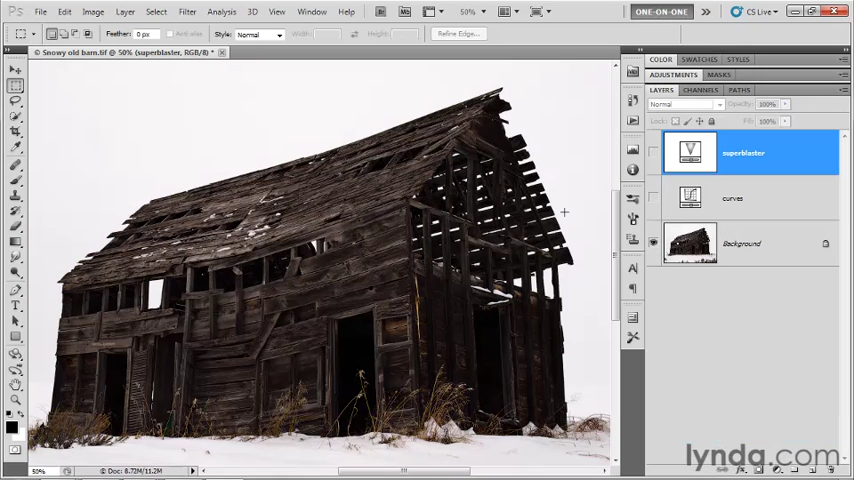 Ps File Edit Image Layer Select Filter Analysis 3D View Window Help Br Mb 50% ONE-ON-ONE CS Live
Feather: 0 px Anti-alias Style: Normal Width: Height: Refine Edge...
© Snowy old barn.tif @ 50% (superblaster, RGB/8) *
COLOR SWATCHES STYLES
ADJUSTMENTS MASKS
LAYERS CHANNELS PATHS
Normal Opacity: 100%
Lock: Fill: 100%
superblaster
curves
Background
50% Doc: 8.72M/11.2M
lynda.com